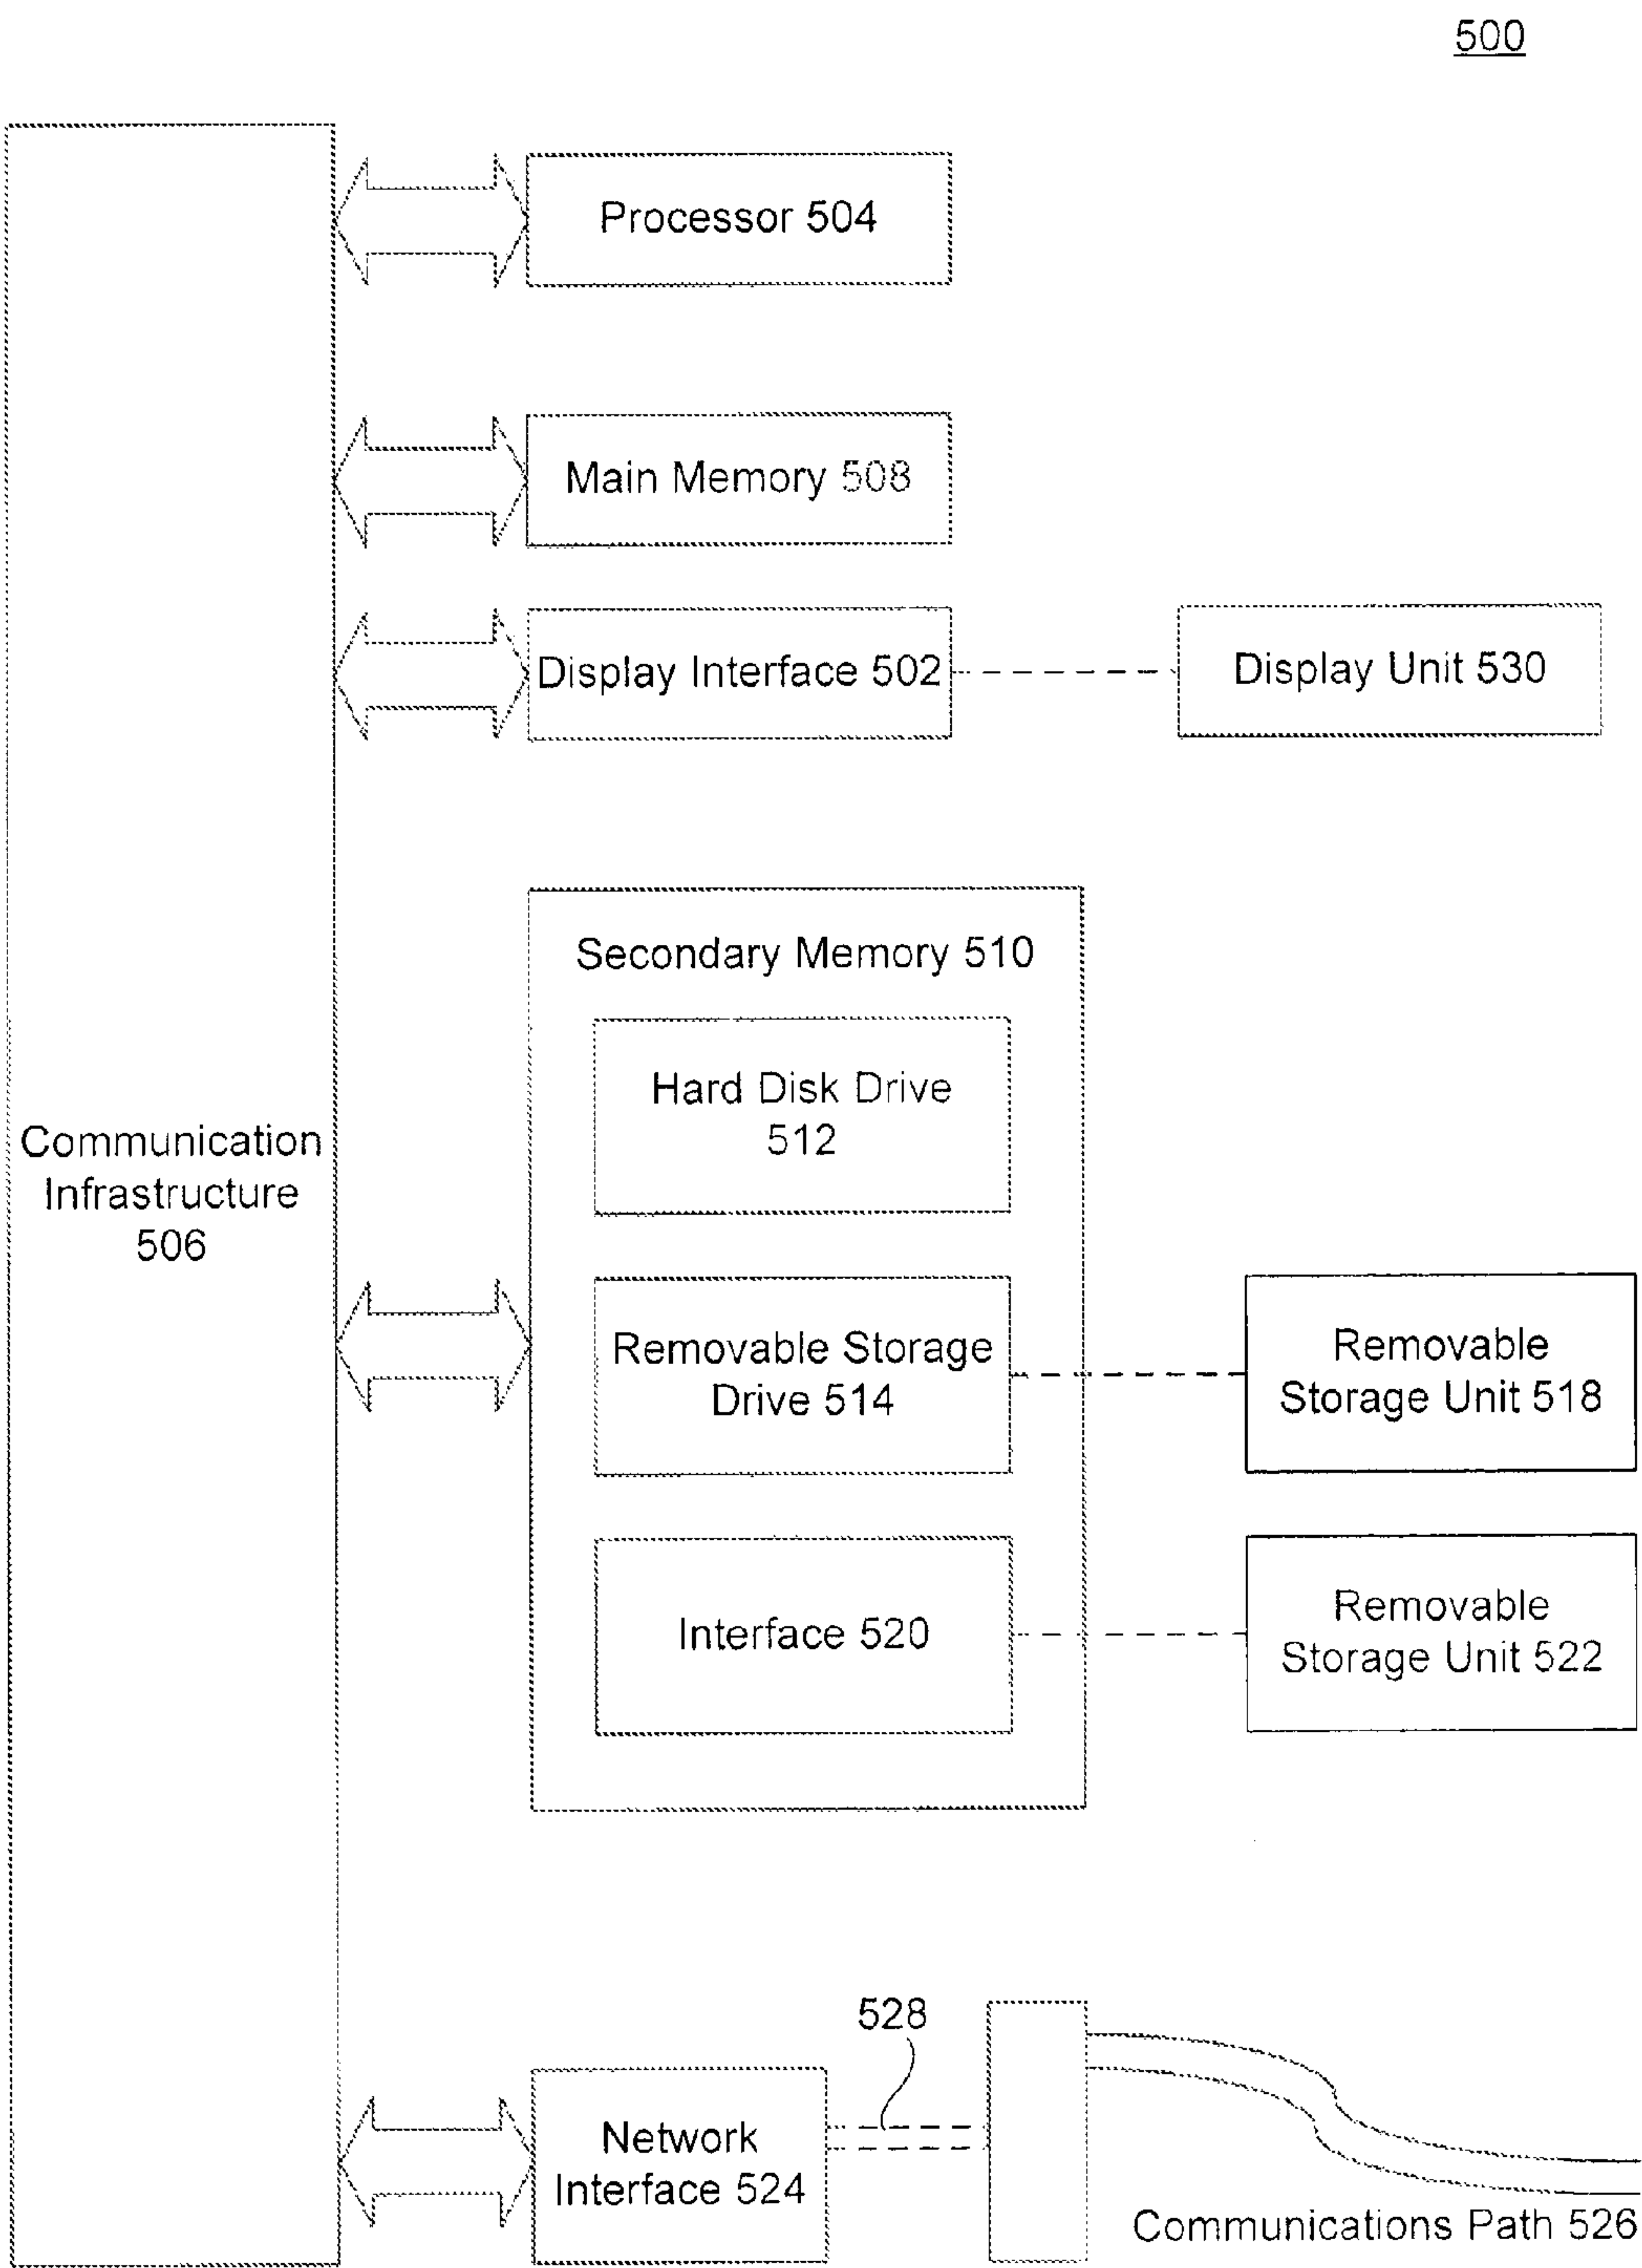 500
Processor 504
Main Memory 508
Display Interface 502
Display Unit 530
Secondary Memory 510
Hard Disk Drive
512
Communication
Infrastructure
506
Removable Storage
Drive 514
Removable
Storage Unit 518
Interface 520
Removable
Storage Unit 522
528
Network
Interface 524
Communications Path 526